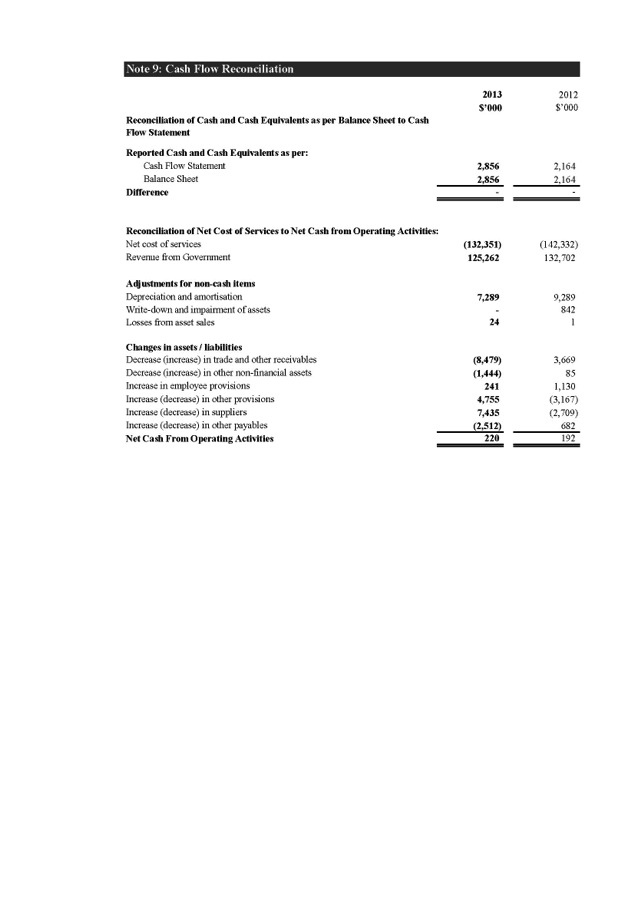 Note 9: Cash Flow Reconciliation
2013 2012
$'000 $'000
Reconciliation of Cash and Cash Equivalents as per Balance Sheet to Cash
Flow Statement
Reported Cash and Cash Equivalents as per:
Cash Flow Statement 2,856 2,164
Balance Sheet 2,856 2,164
Difference - -
Reconciliation of Net Cost of Services to Net Cash from Operating Activities:
Net cost of services (132,351) (142,332)
Revenue from Government 125,262 132,702
Adjustments for non-cash items
Depreciation and amortisation 7,289 9,289
Write-down and impairment of assets - 842
Losses from asset sales 24 1
Changes in assets / liabilities
Decrease (increase) in trade and other receivables (8,479) 3,669
Decrease (increase) in other non-financial assets (1,444) 85
Increase in employee provisions 241 1,130
Increase (decrease) in other provisions 4,755 (3,167)
Increase (decrease) in suppliers 7,435 (2,709)
Increase (decrease) in other payables (2,512) 682
Net Cash From Operating Activities 220 192